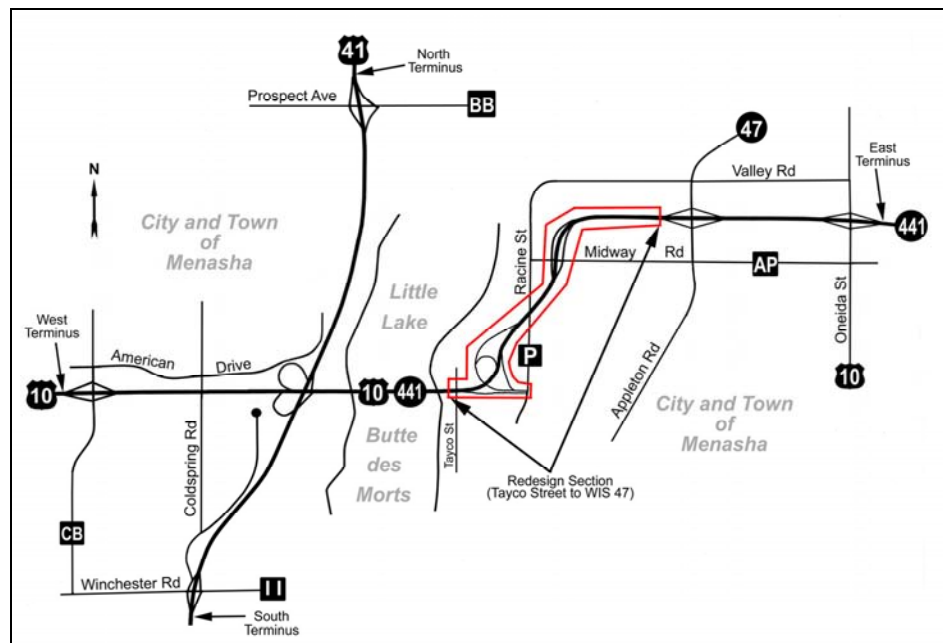 41
North
Terminus
Prospect Ave
BB
47
East
Terminus
Valley Rd
N
City and Town
of
Menasha
441
Racine St
Midway Rd
AP
Little
Lake
Oneida St
West
Terminus
American Drive
P
10
10
441
10
Appleton Rd
City and Town
of
Menasha
Coldspring Rd
Butte
des
Morts
Tayco St
Redesign Section
(Tayco Street to WIS 47)
CB
Winchester Rd
II
South
Terminus